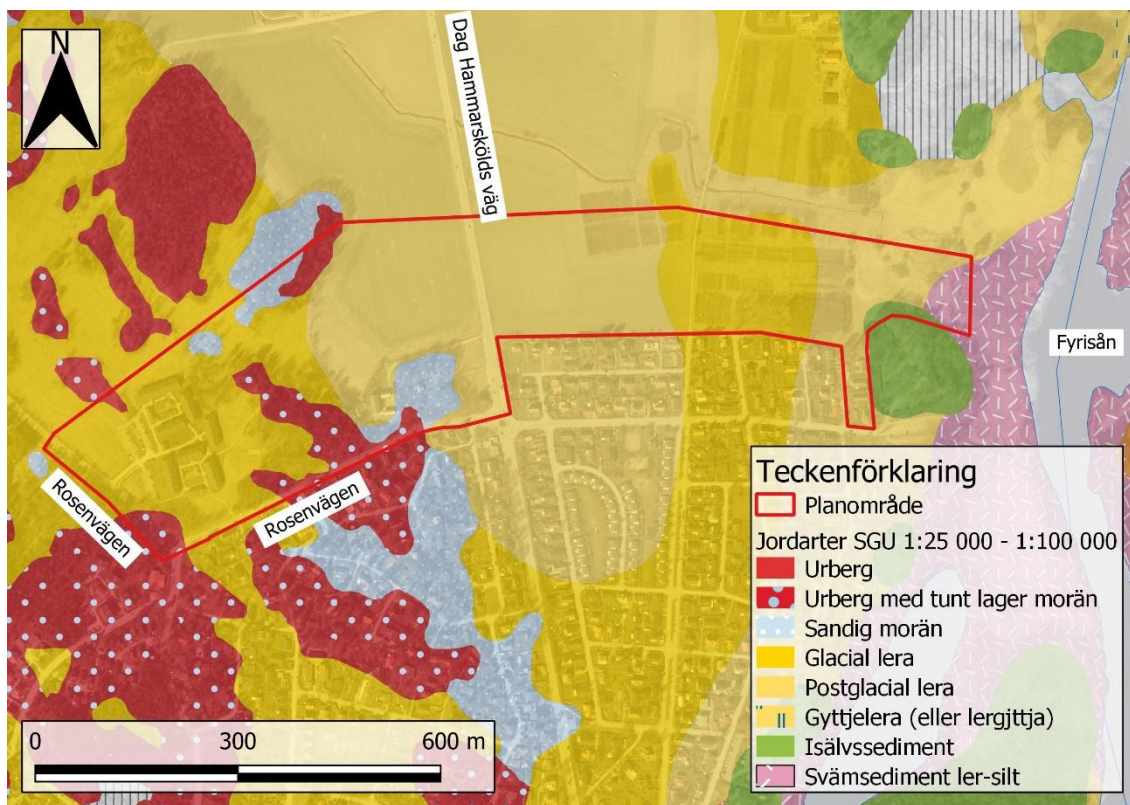 N
Dag Hammarskölds väg
Fyrisån
Rosenvägen
Rosenvägen
Teckenförklaring
Planområde
Jordarter SGU 1:25 000 - 1:100 000
Urberg
Urberg med tunt lager morän
Sandig morän
Glacial lera
Postglacial lera
Gyttjelera (eller lergjttja)
Isälvssediment
Svämsediment ler-silt
0 300 600 m